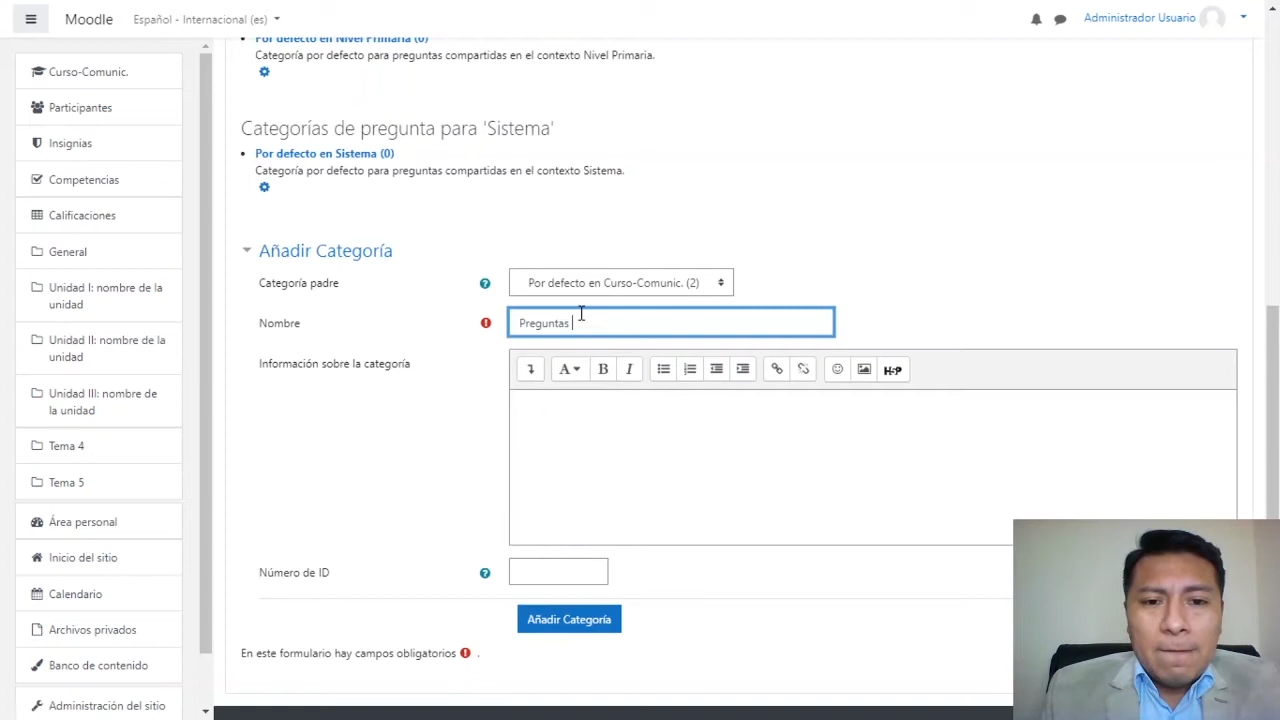 Moodle
Español - Internacional (es)
Administrador Usuario
Curso-Comunic.
Participantes
Insignias
Competencias
Calificaciones
General
Unidad I: nombre de la
unidad
Unidad II: nombre de la
unidad
Unidad III: nombre de
la unidad
Tema 4
Tema 5
Área personal
Inicio del sitio
Calendario
Archivos privados
Banco de contenido
Administración del sitio
Por defecto en Nivel Primaria (0)
Categoría por defecto para preguntas compartidas en el contexto Nivel Primaria.
Categorías de pregunta para 'Sistema'
Por defecto en Sistema (0)
Categoría por defecto para preguntas compartidas en el contexto Sistema.
Añadir Categoría
Categoría padre
Por defecto en Curso-Comunic. (2)
Nombre
Preguntas
Información sobre la categoría
A B I
H-P
Número de ID
Añadir Categoría
En este formulario hay campos obligatorios .